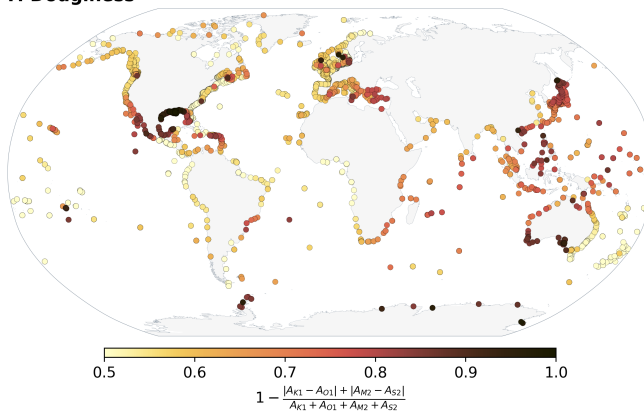 0.5 0.6 0.7 0.8 0.9 1.0
1 − (|A_K1 − A_O1| + |A_M2 − A_S2|) / (A_K1 + A_O1 + A_M2 + A_S2)